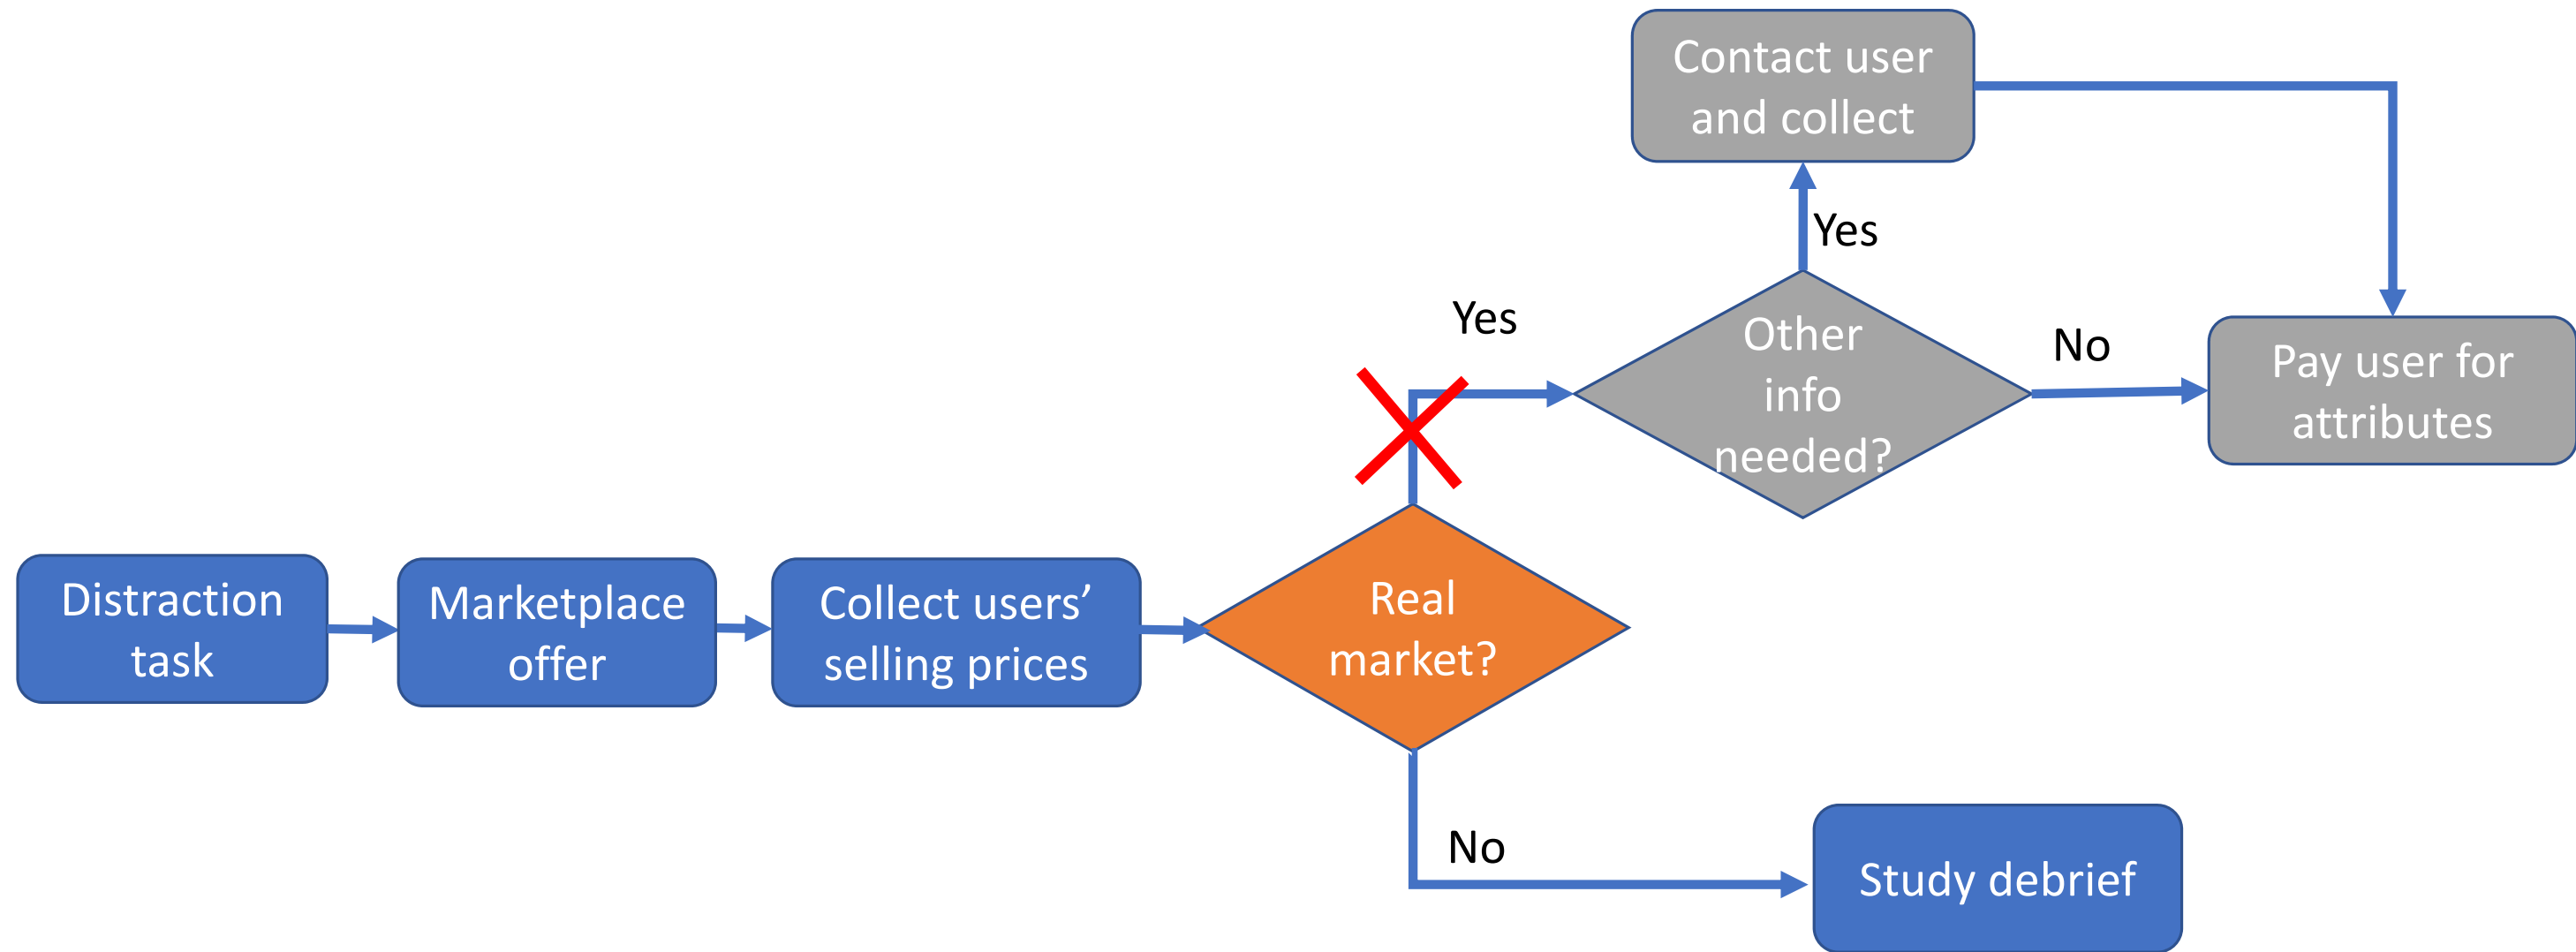 Contact user
and collect
Yes
Yes
Other
info
needed?
No
Pay user for
attributes
Distraction
task
Marketplace
offer
Collect users’
selling prices
Real
market?
No
Study debrief